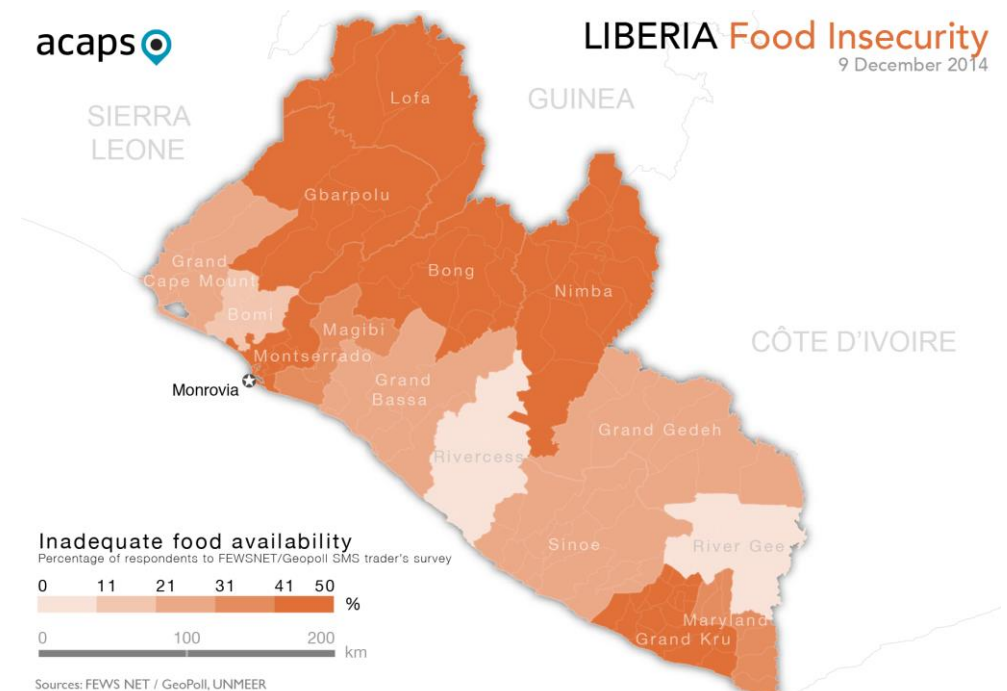 acaps
LIBERIA Food Insecurity
9 December 2014
SIERRA
LEONE
GUINEA
CÔTE D'IVOIRE
Lofa
Gbarpolu
Grand
Cape Mount
Bomi
Bong
Nimba
Magibi
Montserrado
Monrovia
Grand
Bassa
Rivercess
Grand Gedeh
Sinoe
River Gee
Maryland
Grand Kru
Inadequate food availability
Percentage of respondents to FEWSNET/Geopoll SMS trader's survey
0 11 21 31 41 50
%
0 100 200
km
Sources: FEWS NET / GeoPoll, UNMEER